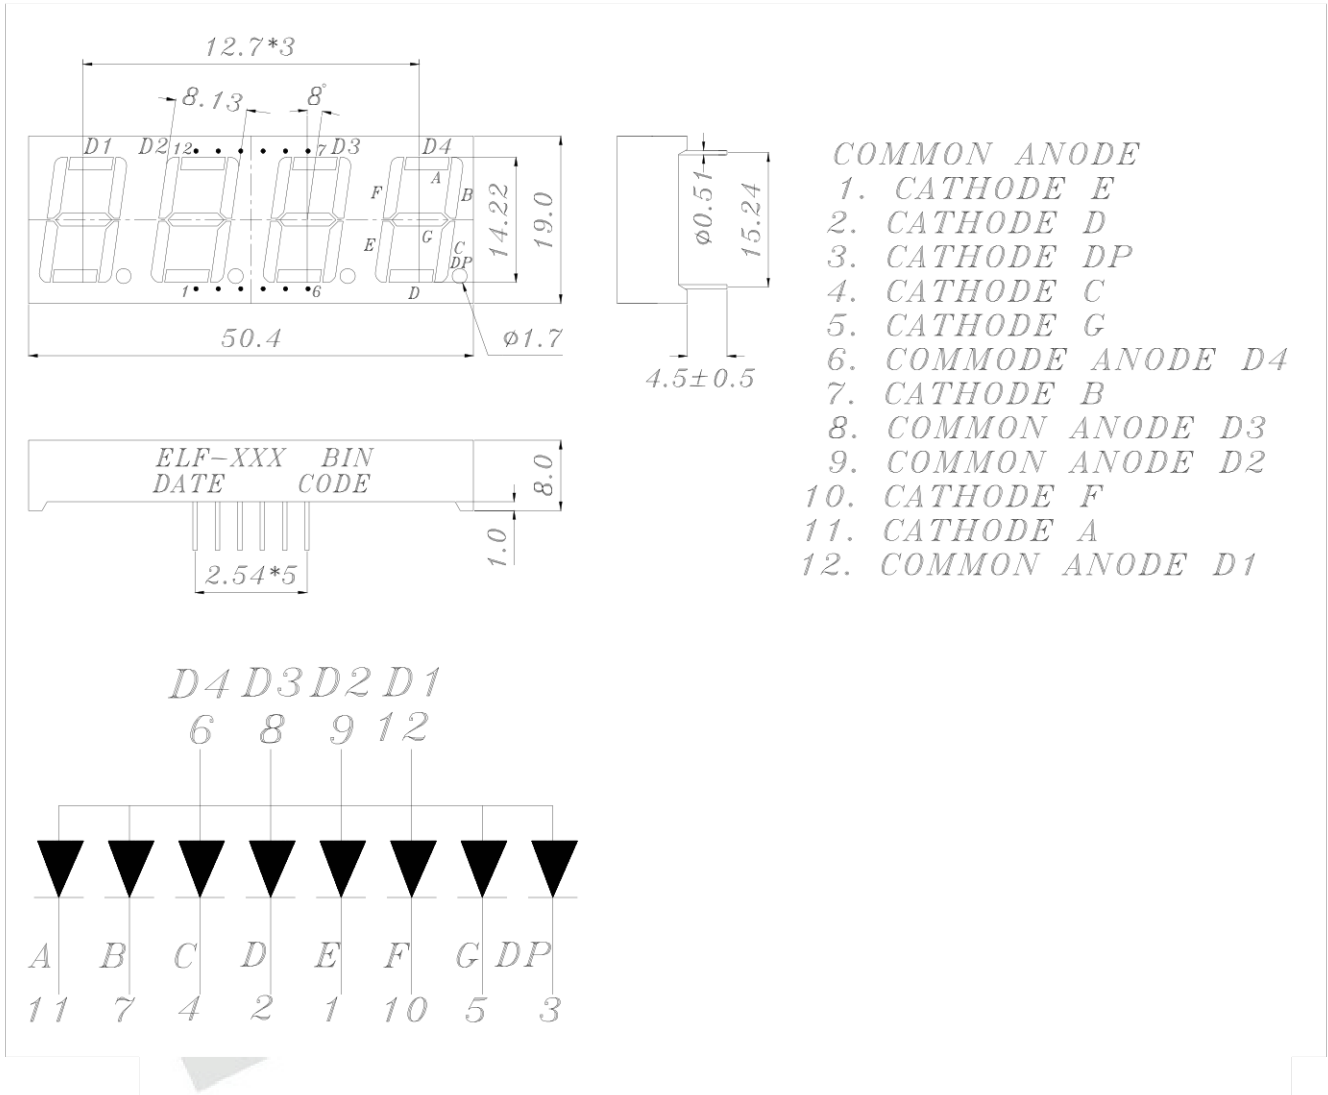 12.7*3
8.13 8°
D1 D2 12 7 D3 D4
A
F B
G
E C
DP
1 6 D
14.22
19.0
50.4
ø1.7
ø0.51
15.24
4.5±0.5
COMMON ANODE
1. CATHODE E
2. CATHODE D
3. CATHODE DP
4. CATHODE C
5. CATHODE G
6. COMMODE ANODE D4
7. CATHODE B
8. COMMON ANODE D3
9. COMMON ANODE D2
10. CATHODE F
11. CATHODE A
12. COMMON ANODE D1
ELF-XXX BIN
DATE CODE
8.0
1.0
2.54*5
D4 D3 D2 D1
6 8 9 12
A B C D E F G DP
11 7 4 2 1 10 5 3